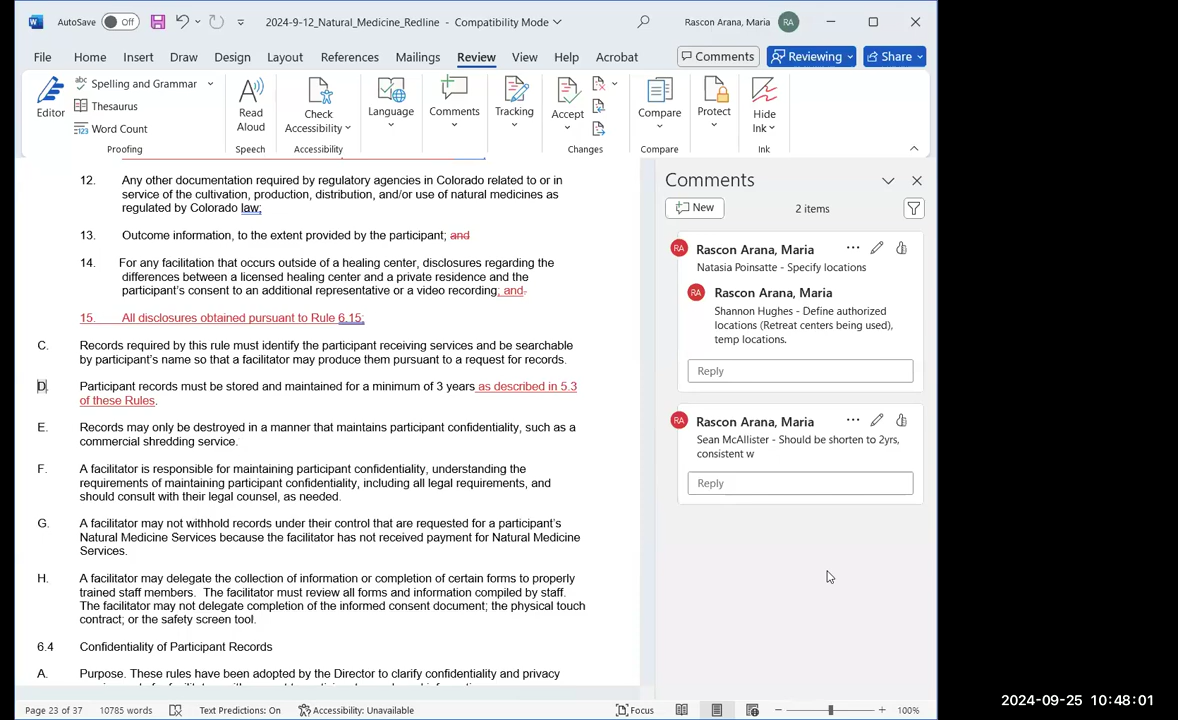 AutoSave Off 2024-9-12_Natural_Medicine_Redline - Compatibility Mode Rascon Arana, Maria RA
File Home Insert Draw Design Layout References Mailings Review View Help Acrobat Comments Reviewing Share
Editor
abc Spelling and Grammar
Thesaurus
123 Word Count
Proofing
Read Aloud
Speech
Check Accessibility
Accessibility
Language
Comments
Tracking
Accept
Changes
Compare
Compare
Protect
Hide Ink
Ink
12. Any other documentation required by regulatory agencies in Colorado related to or in
service of the cultivation, production, distribution, and/or use of natural medicines as
regulated by Colorado law;
13. Outcome information, to the extent provided by the participant; and
14. For any facilitation that occurs outside of a healing center, disclosures regarding the
differences between a licensed healing center and a private residence and the
participant's consent to an additional representative or a video recording; and.
15. All disclosures obtained pursuant to Rule 6.15;
C. Records required by this rule must identify the participant receiving services and be searchable
by participant's name so that a facilitator may produce them pursuant to a request for records.
D. Participant records must be stored and maintained for a minimum of 3 years as described in 5.3
of these Rules.
E. Records may only be destroyed in a manner that maintains participant confidentiality, such as a
commercial shredding service.
F. A facilitator is responsible for maintaining participant confidentiality, understanding the
requirements of maintaining participant confidentiality, including all legal requirements, and
should consult with their legal counsel, as needed.
G. A facilitator may not withhold records under their control that are requested for a participant's
Natural Medicine Services because the facilitator has not received payment for Natural Medicine
Services.
H. A facilitator may delegate the collection of information or completion of certain forms to properly
trained staff members. The facilitator must review all forms and information compiled by staff.
The facilitator may not delegate completion of the informed consent document; the physical touch
contract; or the safety screen tool.
6.4 Confidentiality of Participant Records
A. Purpose. These rules have been adopted by the Director to clarify confidentiality and privacy
Comments
New 2 items
RA Rascon Arana, Maria
Natasia Poinsatte - Specify locations
RA Rascon Arana, Maria
Shannon Hughes - Define authorized
locations (Retreat centers being used),
temp locations.
Reply
RA Rascon Arana, Maria
Sean McAllister - Should be shorten to 2yrs,
consistent w
Reply
Page 23 of 37 10785 words Text Predictions: On Accessibility: Unavailable Focus 100%
2024-09-25 10:48:01